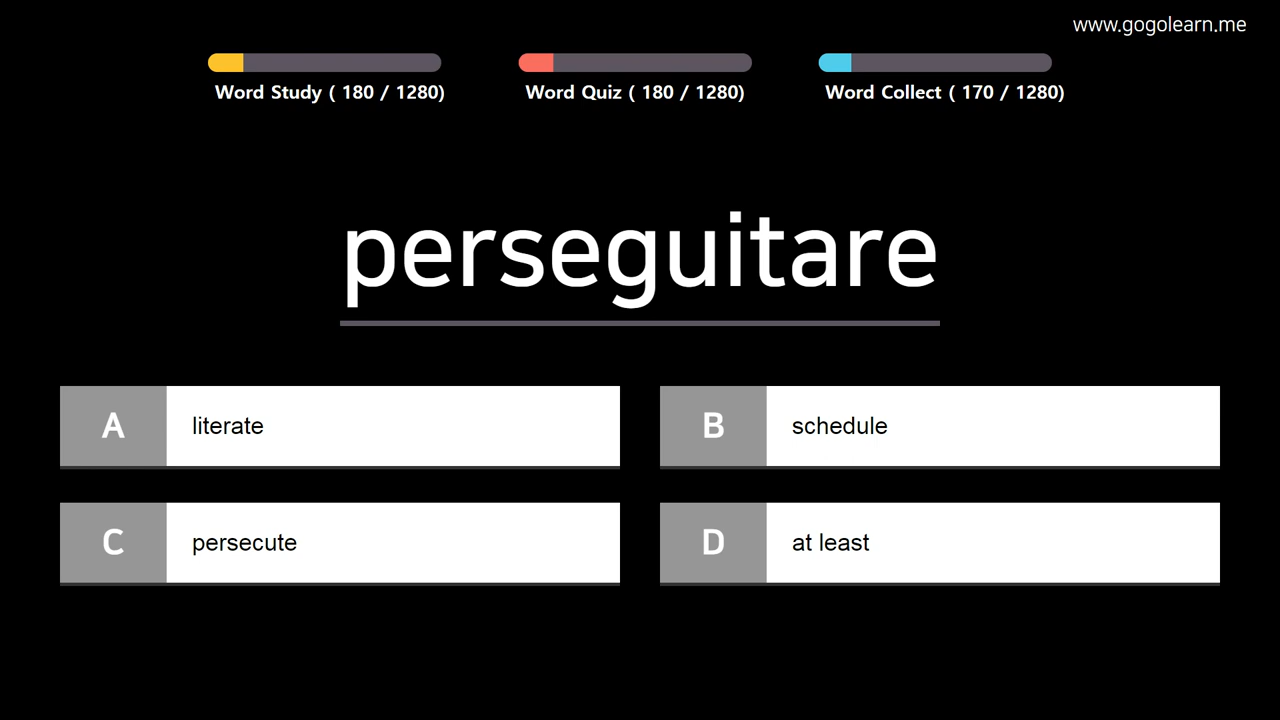 www.gogolearn.me
Word Study ( 180 / 1280)
Word Quiz ( 180 / 1280)
Word Collect ( 170 / 1280)
perseguitare
A literate
B schedule
C persecute
D at least